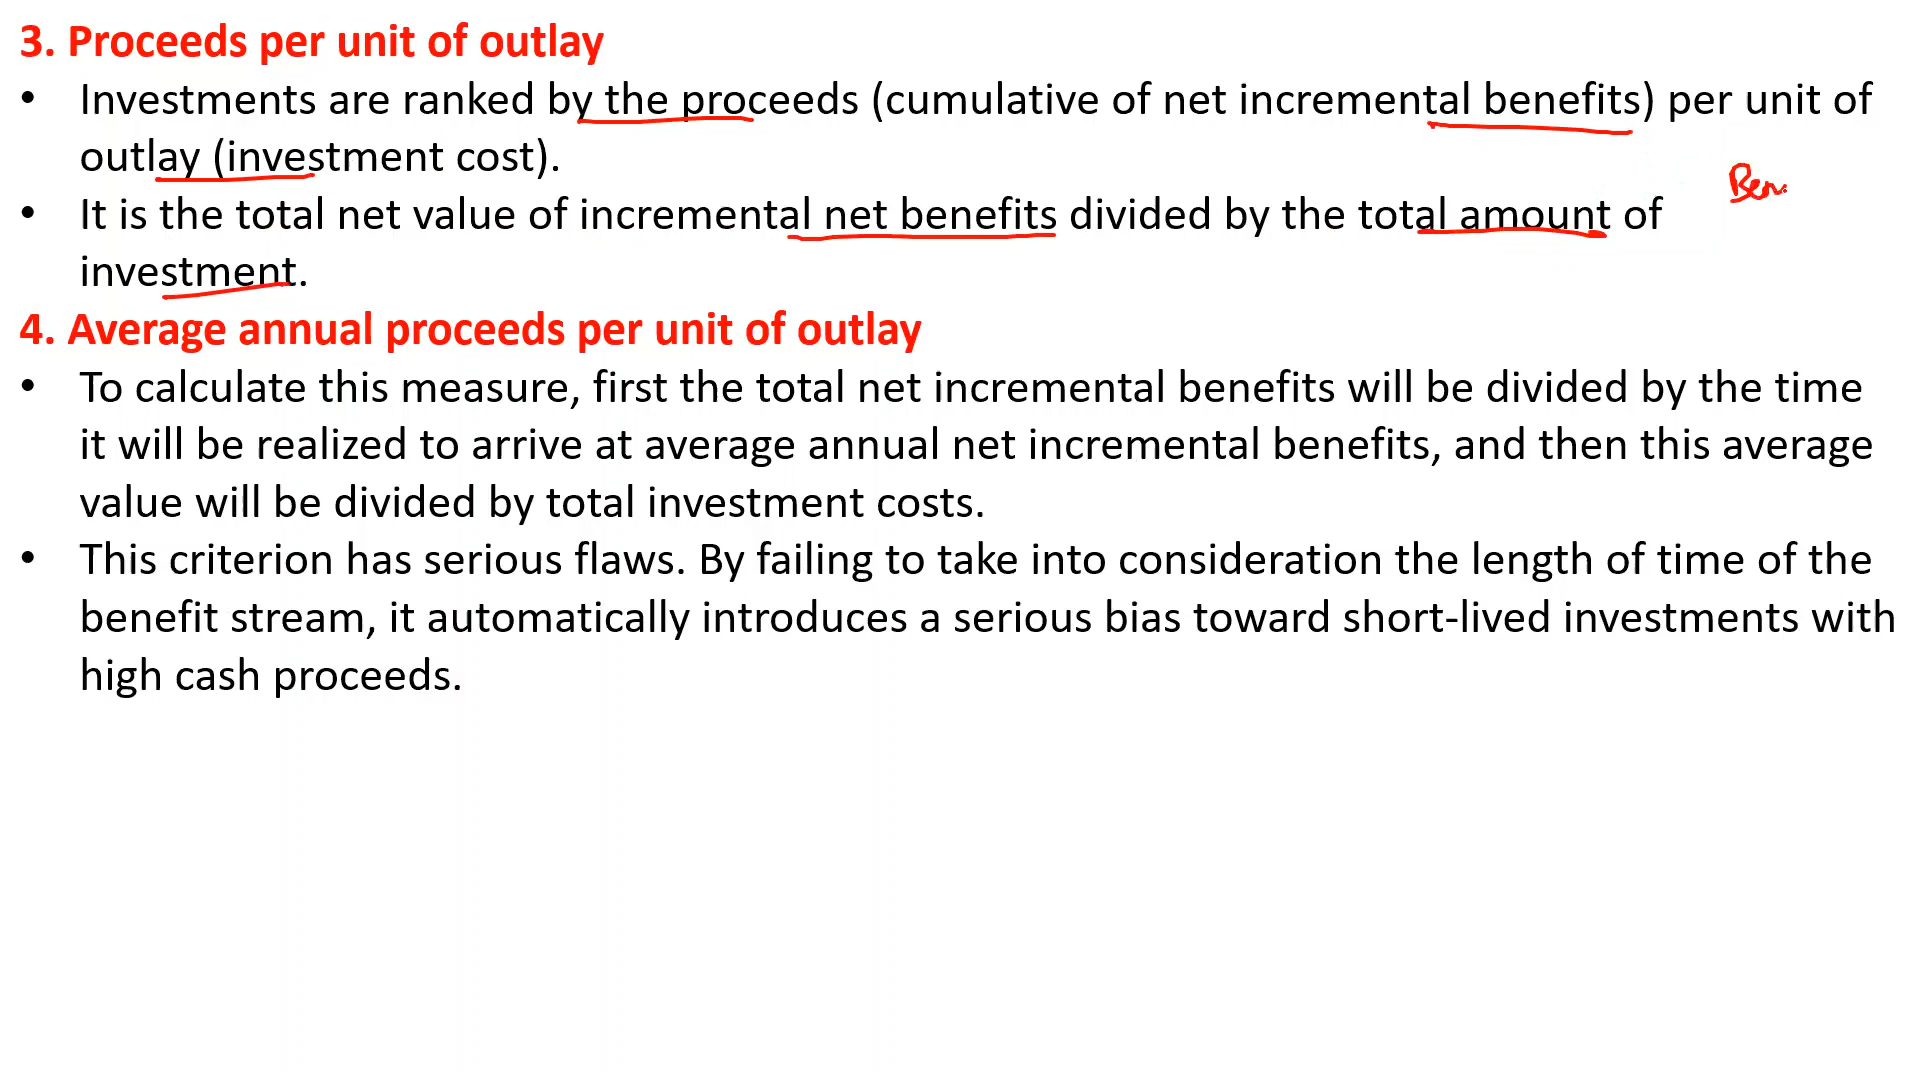 3. Proceeds per unit of outlay
• Investments are ranked by the proceeds (cumulative of net incremental benefits) per unit of
outlay (investment cost).
Ben.
• It is the total net value of incremental net benefits divided by the total amount of
investment.
4. Average annual proceeds per unit of outlay
• To calculate this measure, first the total net incremental benefits will be divided by the time
it will be realized to arrive at average annual net incremental benefits, and then this average
value will be divided by total investment costs.
• This criterion has serious flaws. By failing to take into consideration the length of time of the
benefit stream, it automatically introduces a serious bias toward short-lived investments with
high cash proceeds.